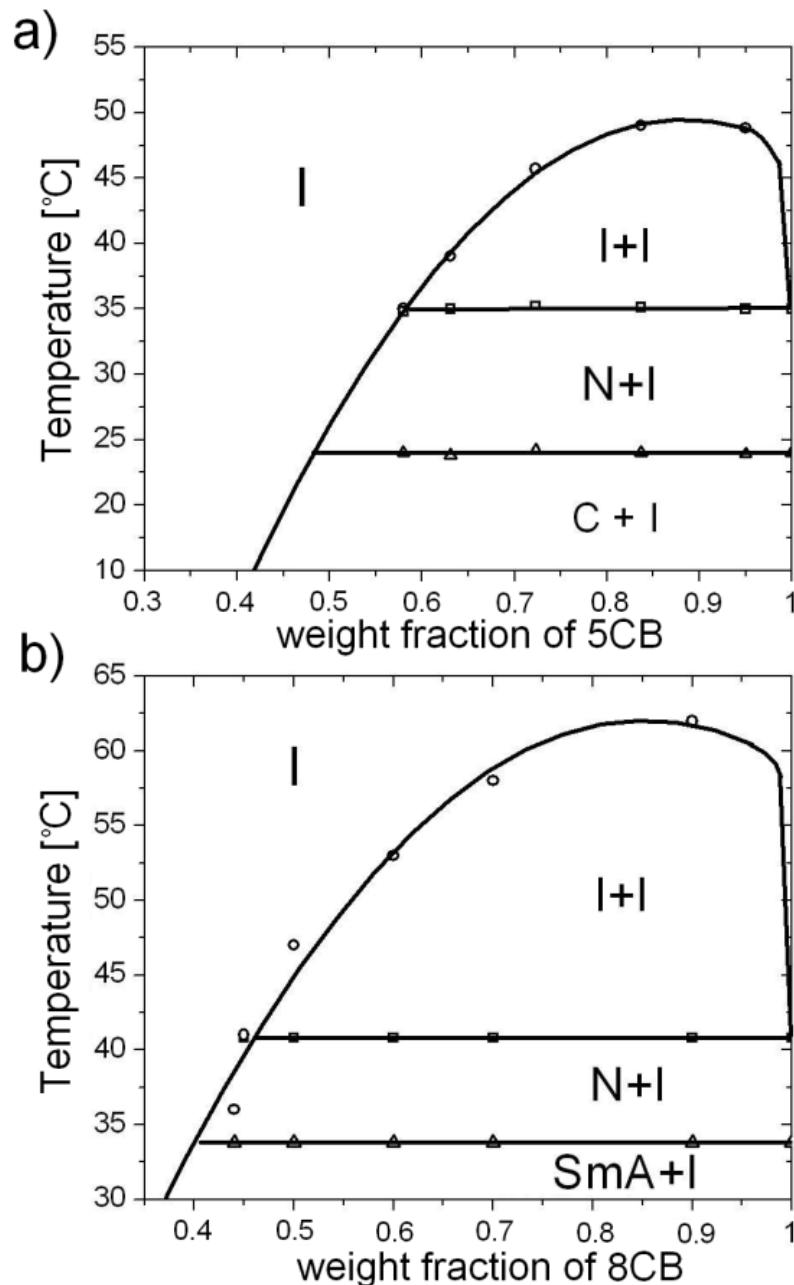 a)
55
50
45
40
35
30
25
20
10
Temperature [°C]
I
I+I
N+I
C + I
0.3 0.4 0.5 0.6 0.7 0.8 0.9 1
weight fraction of 5CB
b)
65
60
55
50
45
40
35
30
Temperature [°C]
I
I+I
N+I
SmA+I
0.4 0.5 0.6 0.7 0.8 0.9 1
weight fraction of 8CB